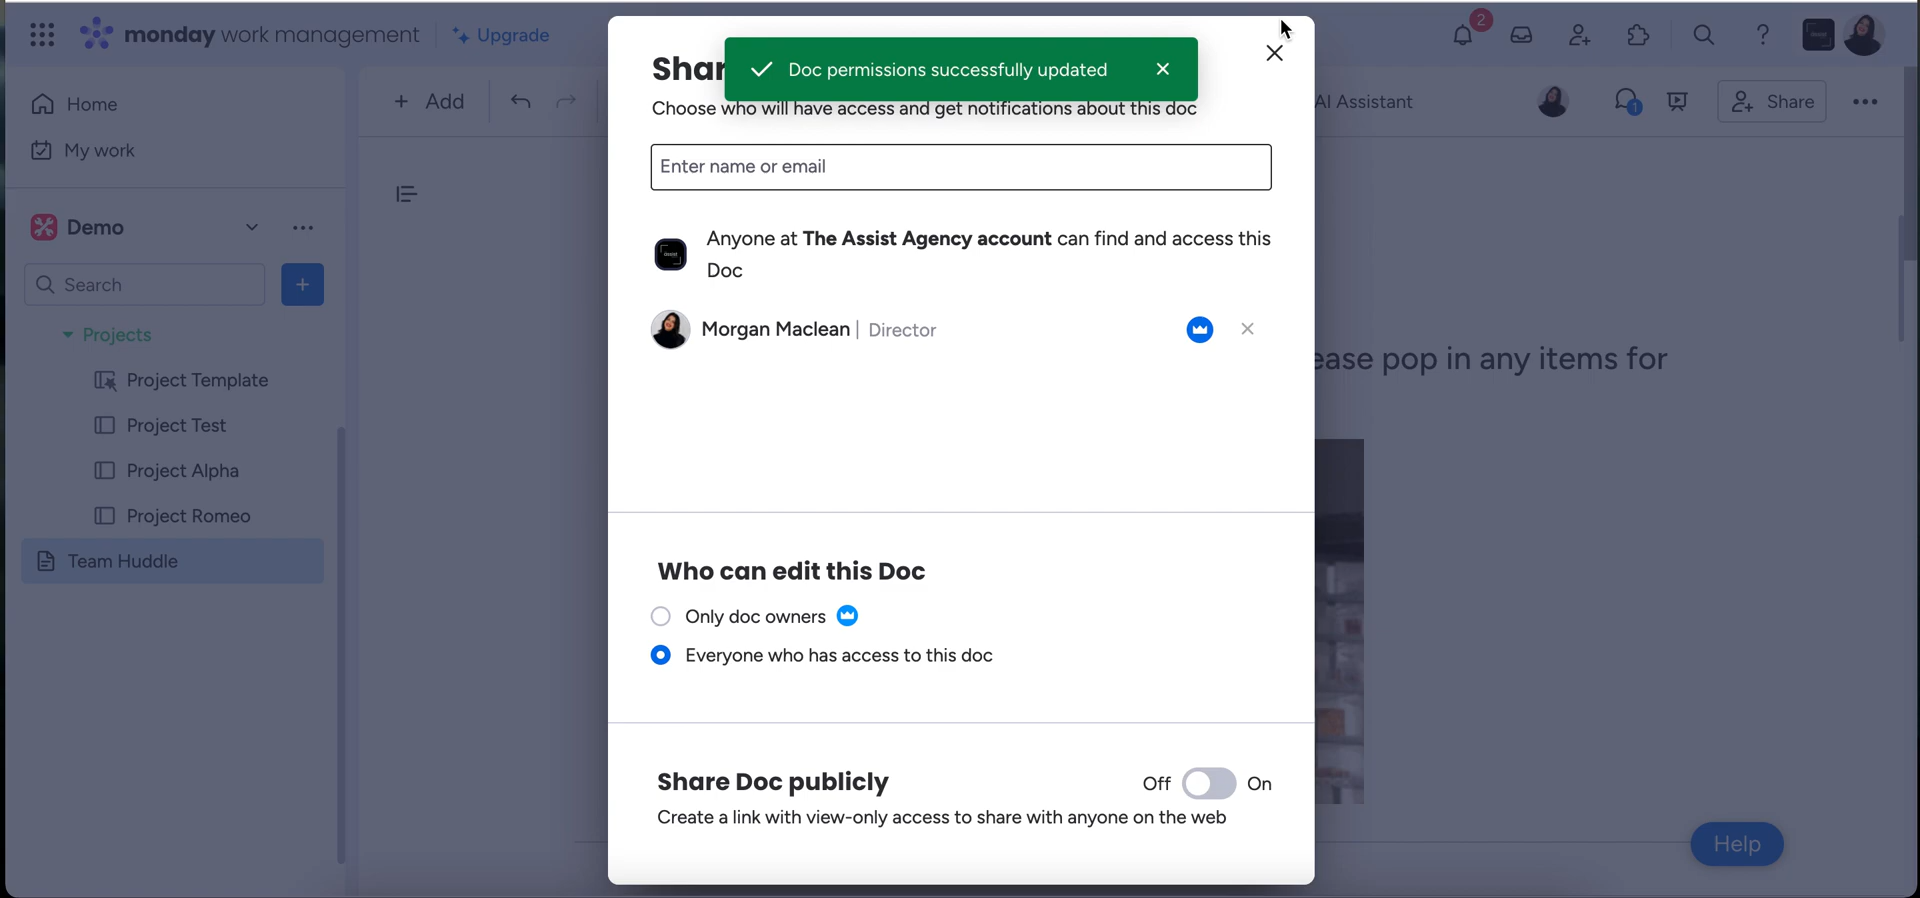 monday work management
Upgrade
2
Home
My work
Demo
Search
+
Projects
Project Template
Project Test
Project Alpha
Project Romeo
Team Huddle
+ Add
AI Assistant
1
Share
Doc permissions successfully updated
Choose who will have access and get notifications about this doc
Enter name or email
Anyone at The Assist Agency account can find and access this
Doc
Morgan Maclean | Director
pop in any items for
Who can edit this Doc
Only doc owners
Everyone who has access to this doc
Share Doc publicly
Off
On
Create a link with view-only access to share with anyone on the web
Help